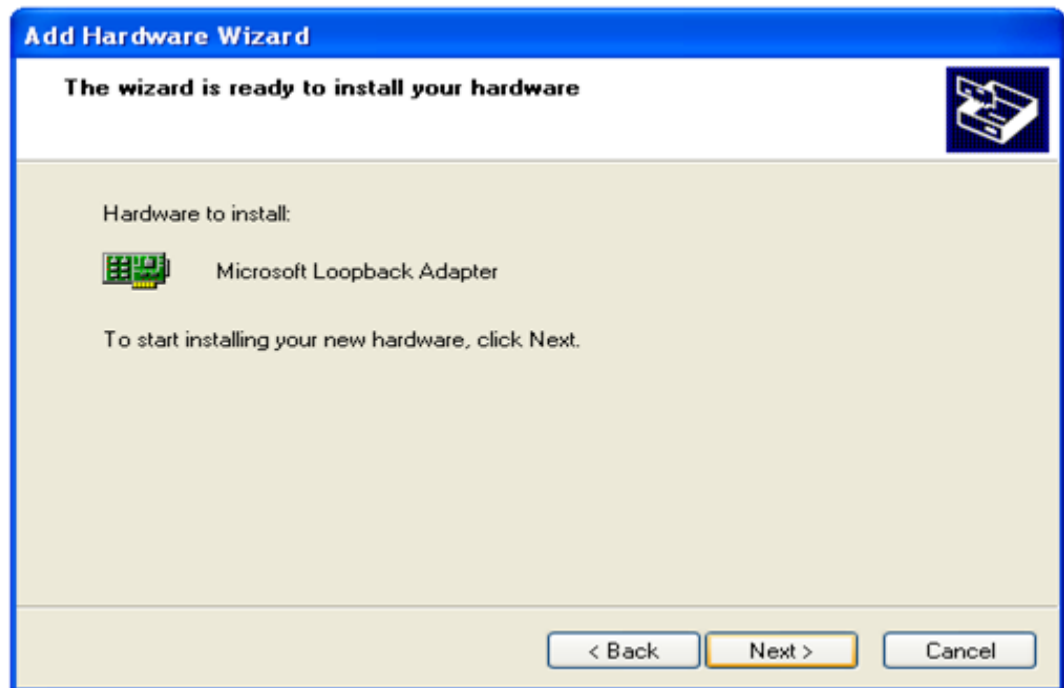 Add Hardware Wizard
The wizard is ready to install your hardware
Hardware to install:
Microsoft Loopback Adapter
To start installing your new hardware, click Next.
< Back Next > Cancel